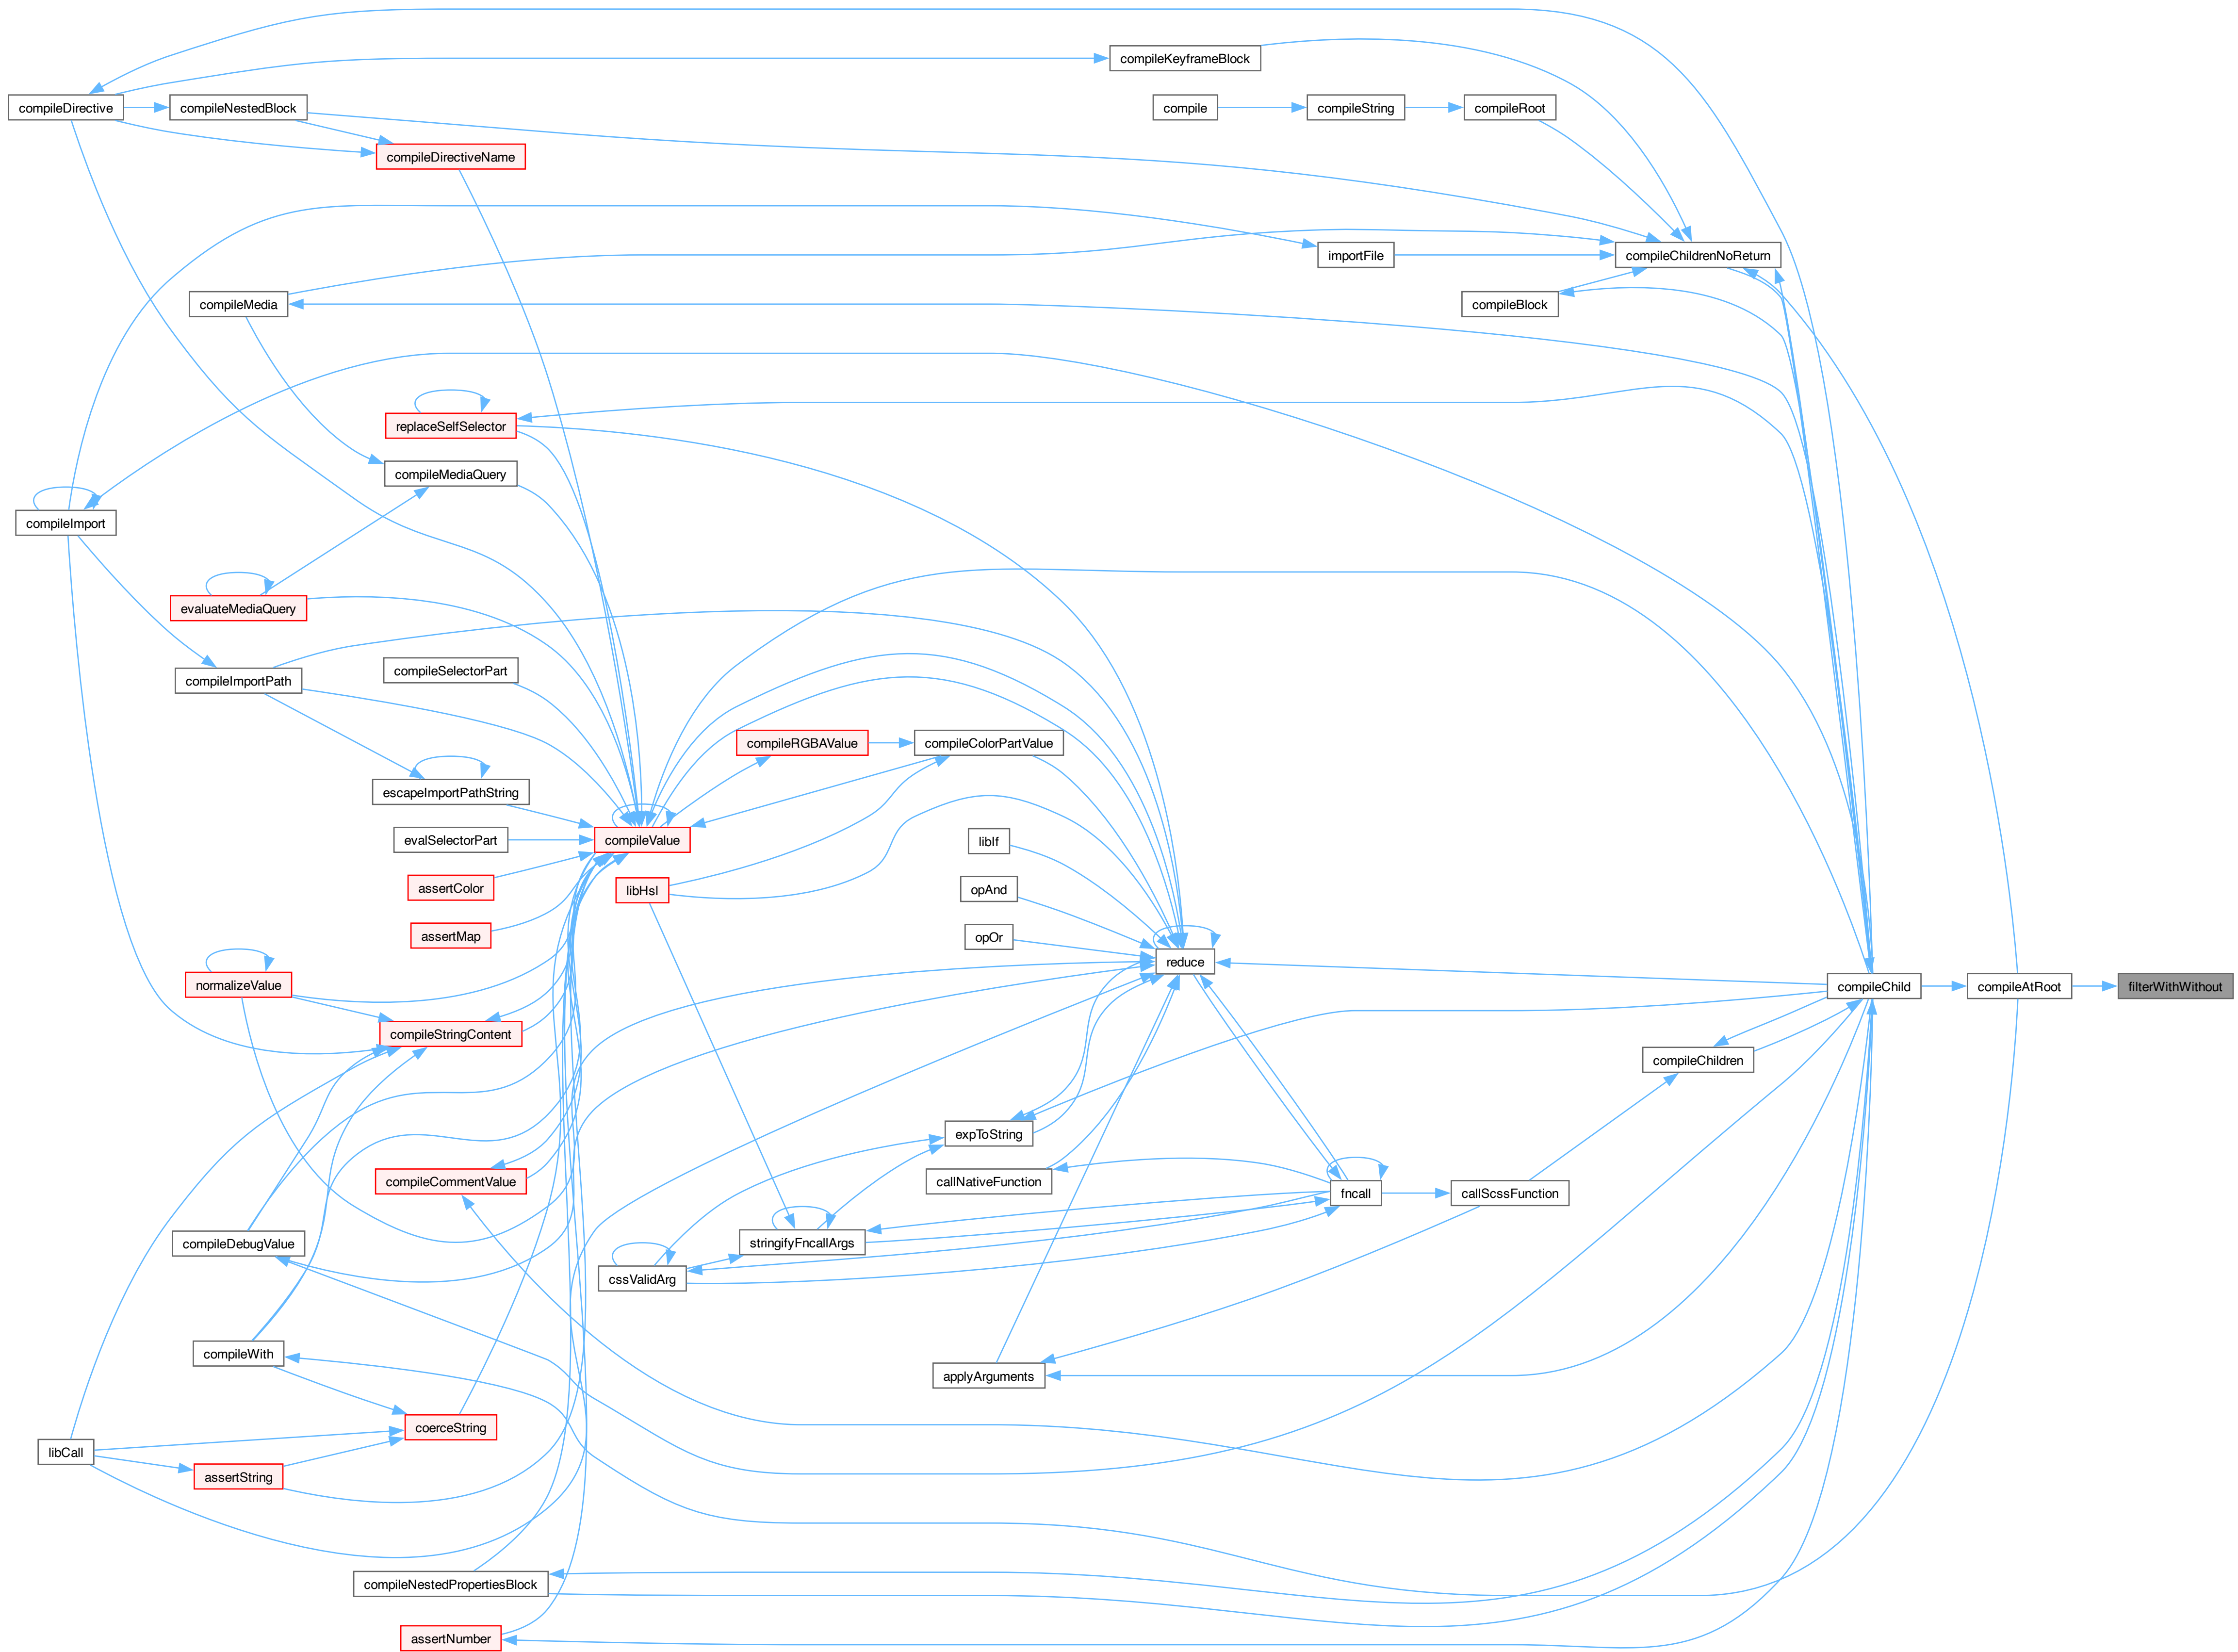 compileKeyframeBlock
compileDirective
compileNestedBlock
compile
compileString
compileRoot
compileDirectiveName
importFile
compileChildrenNoReturn
compileMedia
compileBlock
replaceSelfSelector
compileMediaQuery
compileImport
evaluateMediaQuery
compileSelectorPart
compileImportPath
compileRGBAValue
compileColorPartValue
escapeImportPathString
evalSelectorPart
compileValue
libIf
assertColor
libHsl
opAnd
assertMap
opOr
reduce
normalizeValue
compileChild
compileAtRoot
filterWithWithout
compileStringContent
compileChildren
expToString
compileCommentValue
callNativeFunction
fncall
callScssFunction
compileDebugValue
stringifyFncallArgs
cssValidArg
compileWith
applyArguments
coerceString
libCall
assertString
compileNestedPropertiesBlock
assertNumber